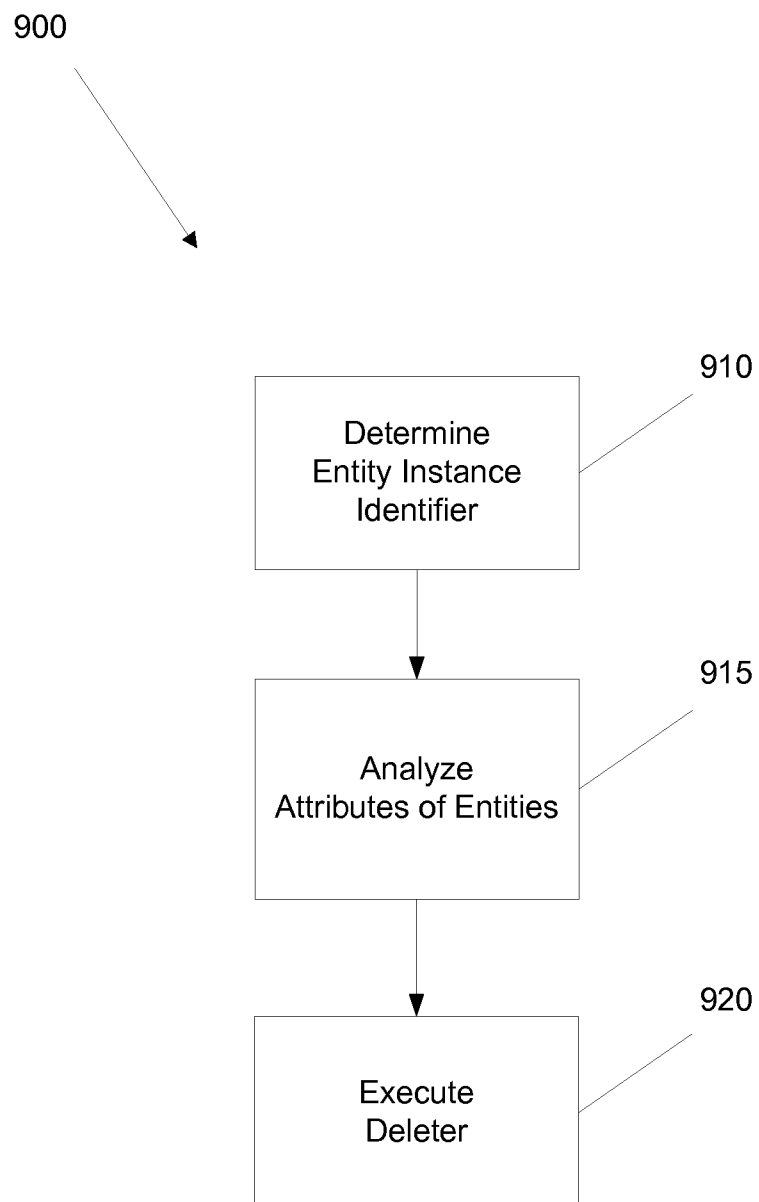 900
910
Determine
Entity Instance
Identifier
915
Analyze
Attributes of Entities
920
Execute
Deleter